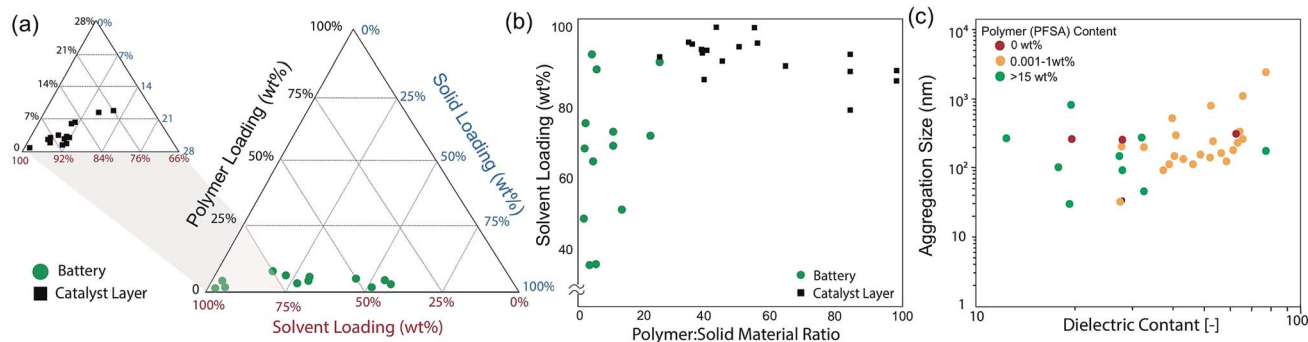 (a)
28%
0%
21%
7%
14%
14
7%
21
0
28
100
92%
84%
76%
66%
100%
0%
75%
25%
50%
50%
25%
75%
0
100%
100%
75%
50%
25%
0%
Polymer Loading (wt%)
Solid Loading (wt%)
Solvent Loading (wt%)
Battery
Catalyst Layer
(b)
Solvent Loading (wt%)
100
80
60
40
0
20
40
60
80
100
Polymer:Solid Material Ratio
Battery
Catalyst Layer
(c)
Aggregation Size (nm)
10⁴
10³
10²
10
1
10
100
Dielectric Contant [-]
Polymer (PFSA) Content
0 wt%
0.001-1wt%
>15 wt%